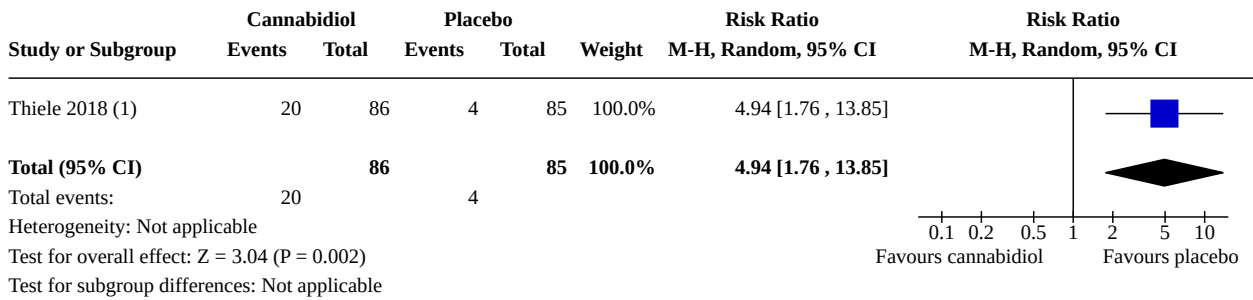 Cannabidiol Placebo Risk Ratio Risk Ratio
Study or Subgroup Events Total Events Total Weight M-H, Random, 95% CI M-H, Random, 95% CI
Thiele 2018 (1) 20 86 4 85 100.0% 4.94 [1.76 , 13.85]
Total (95% CI) 86 85 100.0% 4.94 [1.76 , 13.85]
Total events: 20 4
Heterogeneity: Not applicable
0.1 0.2 0.5 1 2 5 10
Test for overall effect: Z = 3.04 (P = 0.002) Favours cannabidiol Favours placebo
Test for subgroup differences: Not applicable